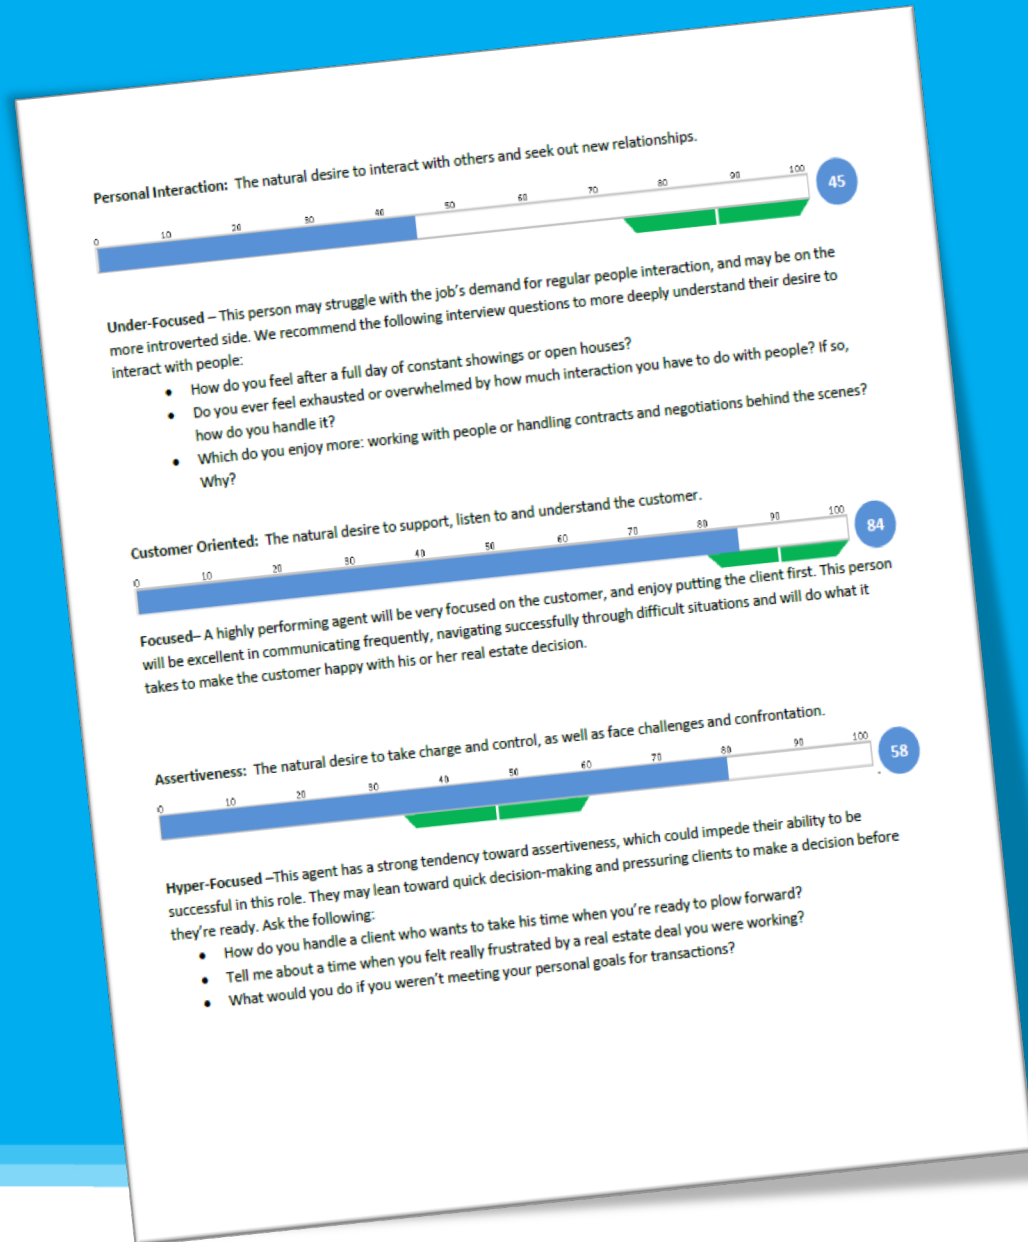 Personal Interaction: The natural desire to interact with others and seek out new relationships.
0 10 20 30 40 50 60 70 80 90 100 45
Under-Focused – This person may struggle with the job's demand for regular people interaction, and may be on the
more introverted side. We recommend the following interview questions to more deeply understand their desire to
interact with people:
• How do you feel after a full day of constant showings or open houses?
• Do you ever feel exhausted or overwhelmed by how much interaction you have to do with people? If so,
how do you handle it?
• Which do you enjoy more: working with people or handling contracts and negotiations behind the scenes?
Why?
Customer Oriented: The natural desire to support, listen to and understand the customer.
0 10 20 30 40 50 60 70 80 90 100 84
Focused– A highly performing agent will be very focused on the customer, and enjoy putting the client first. This person
will be excellent in communicating frequently, navigating successfully through difficult situations and will do what it
takes to make the customer happy with his or her real estate decision.
Assertiveness: The natural desire to take charge and control, as well as face challenges and confrontation.
0 10 20 30 40 50 60 70 80 90 100 58
Hyper-Focused –This agent has a strong tendency toward assertiveness, which could impede their ability to be
successful in this role. They may lean toward quick decision-making and pressuring clients to make a decision before
they're ready. Ask the following:
• How do you handle a client who wants to take his time when you're ready to plow forward?
• Tell me about a time when you felt really frustrated by a real estate deal you were working?
• What would you do if you weren't meeting your personal goals for transactions?